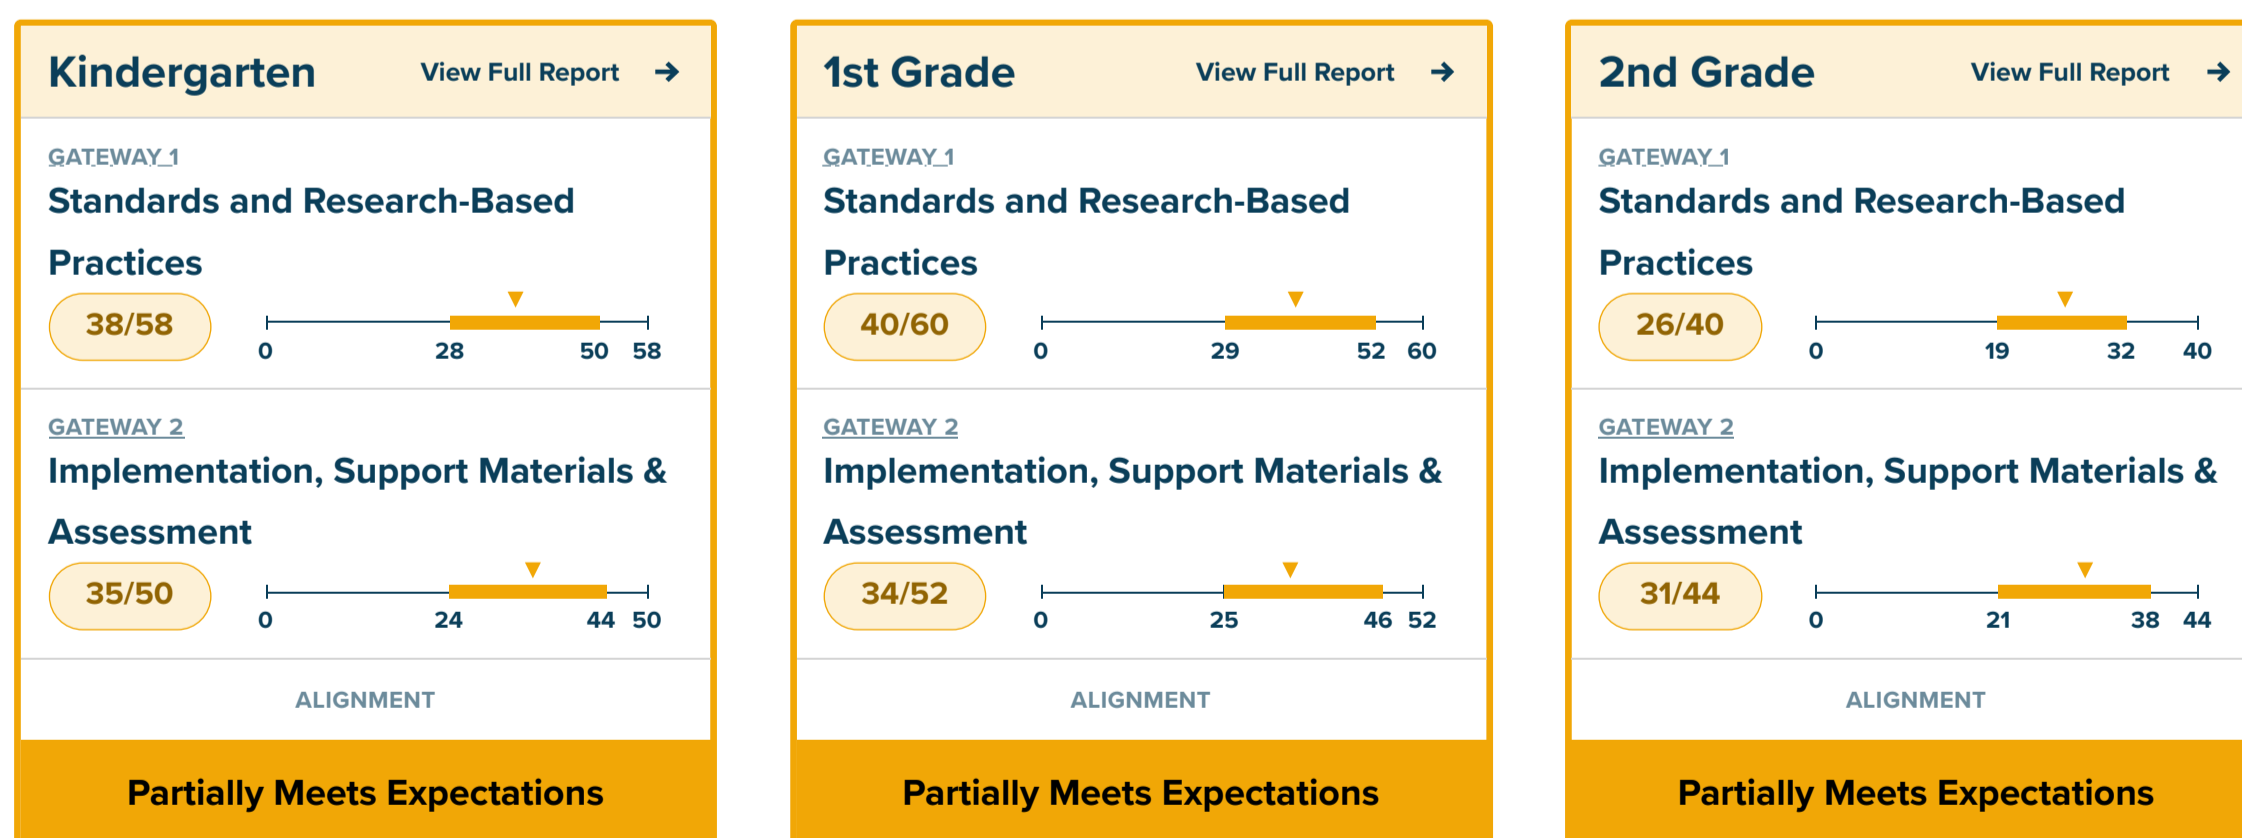 Kindergarten View Full Report →
GATEWAY 1
Standards and Research-Based
Practices
38/58
0 28 50 58
GATEWAY 2
Implementation, Support Materials &
Assessment
35/50
0 24 44 50
ALIGNMENT
Partially Meets Expectations
1st Grade View Full Report →
GATEWAY 1
Standards and Research-Based
Practices
40/60
0 29 52 60
GATEWAY 2
Implementation, Support Materials &
Assessment
34/52
0 25 46 52
ALIGNMENT
Partially Meets Expectations
2nd Grade View Full Report →
GATEWAY 1
Standards and Research-Based
Practices
26/40
0 19 32 40
GATEWAY 2
Implementation, Support Materials &
Assessment
31/44
0 21 38 44
ALIGNMENT
Partially Meets Expectations